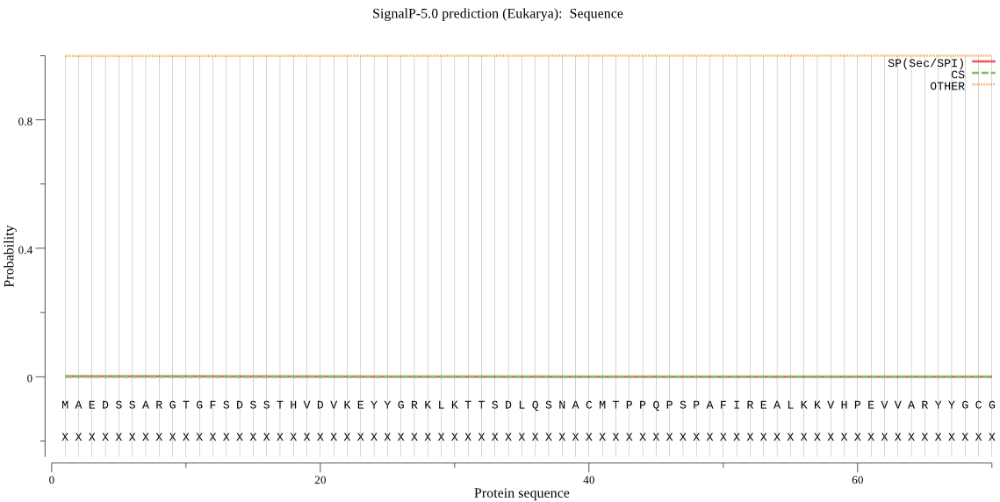 SignalP-5.0 prediction (Eukarya): Sequence
SP(Sec/SPI)
CS
OTHER
0.8
0.4
0
Probability
M A E D S S A R G T G F S D S S T H V D V K E Y Y G R K L K T T S D L Q S N A C M T P P Q P S P A F I R E A L K K V H P E V V A R Y Y G C G
X X X X X X X X X X X X X X X X X X X X X X X X X X X X X X X X X X X X X X X X X X X X X X X X X X X X X X X X X X X X X X X X X X X X X X
0 20 40 60
Protein sequence